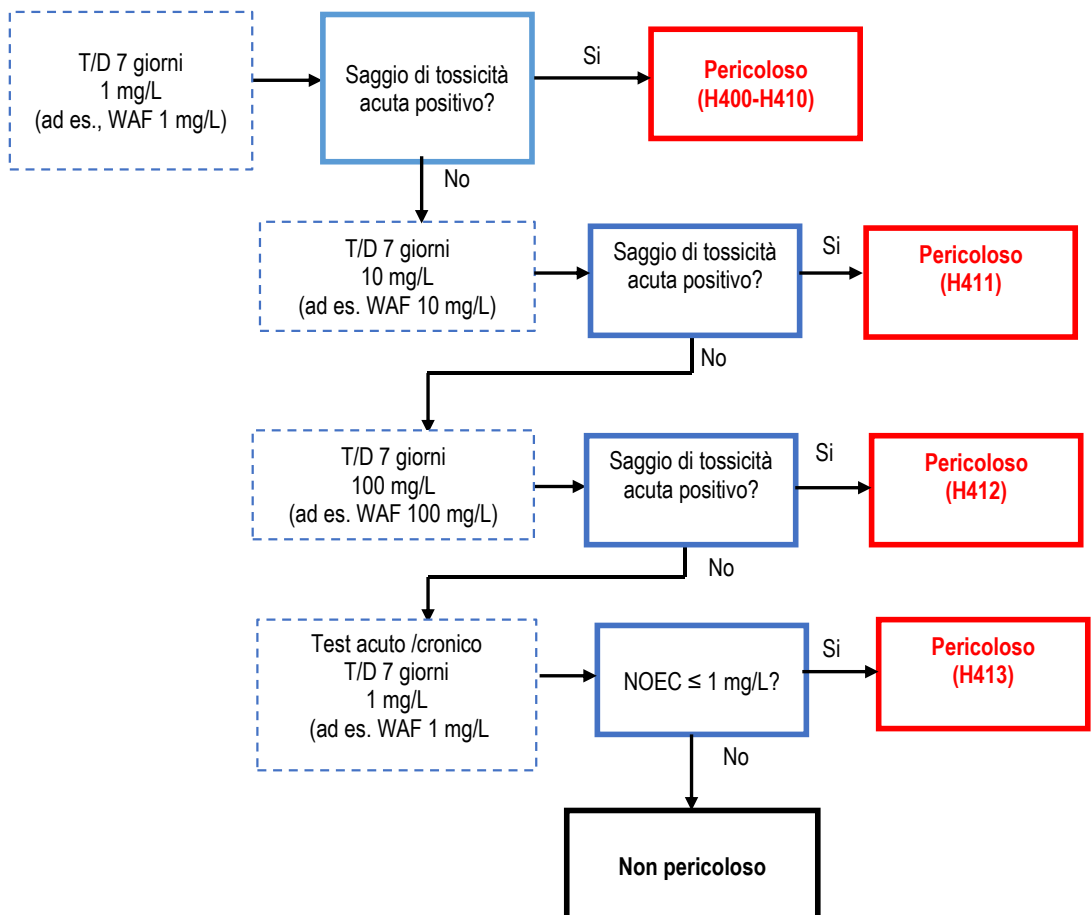 T/D 7 giorni
1 mg/L
(ad es., WAF 1 mg/L)
Saggio di tossicità
acuta positivo?
Si
Pericoloso
(H400-H410)
No
T/D 7 giorni
10 mg/L
(ad es. WAF 10 mg/L)
Saggio di tossicità
acuta positivo?
Si
Pericoloso
(H411)
No
T/D 7 giorni
100 mg/L
(ad es. WAF 100 mg/L)
Saggio di tossicità
acuta positivo?
Si
Pericoloso
(H412)
No
Test acuto /cronico
T/D 7 giorni
1 mg/L
(ad es. WAF 1 mg/L
NOEC ≤ 1 mg/L?
Si
Pericoloso
(H413)
No
Non pericoloso